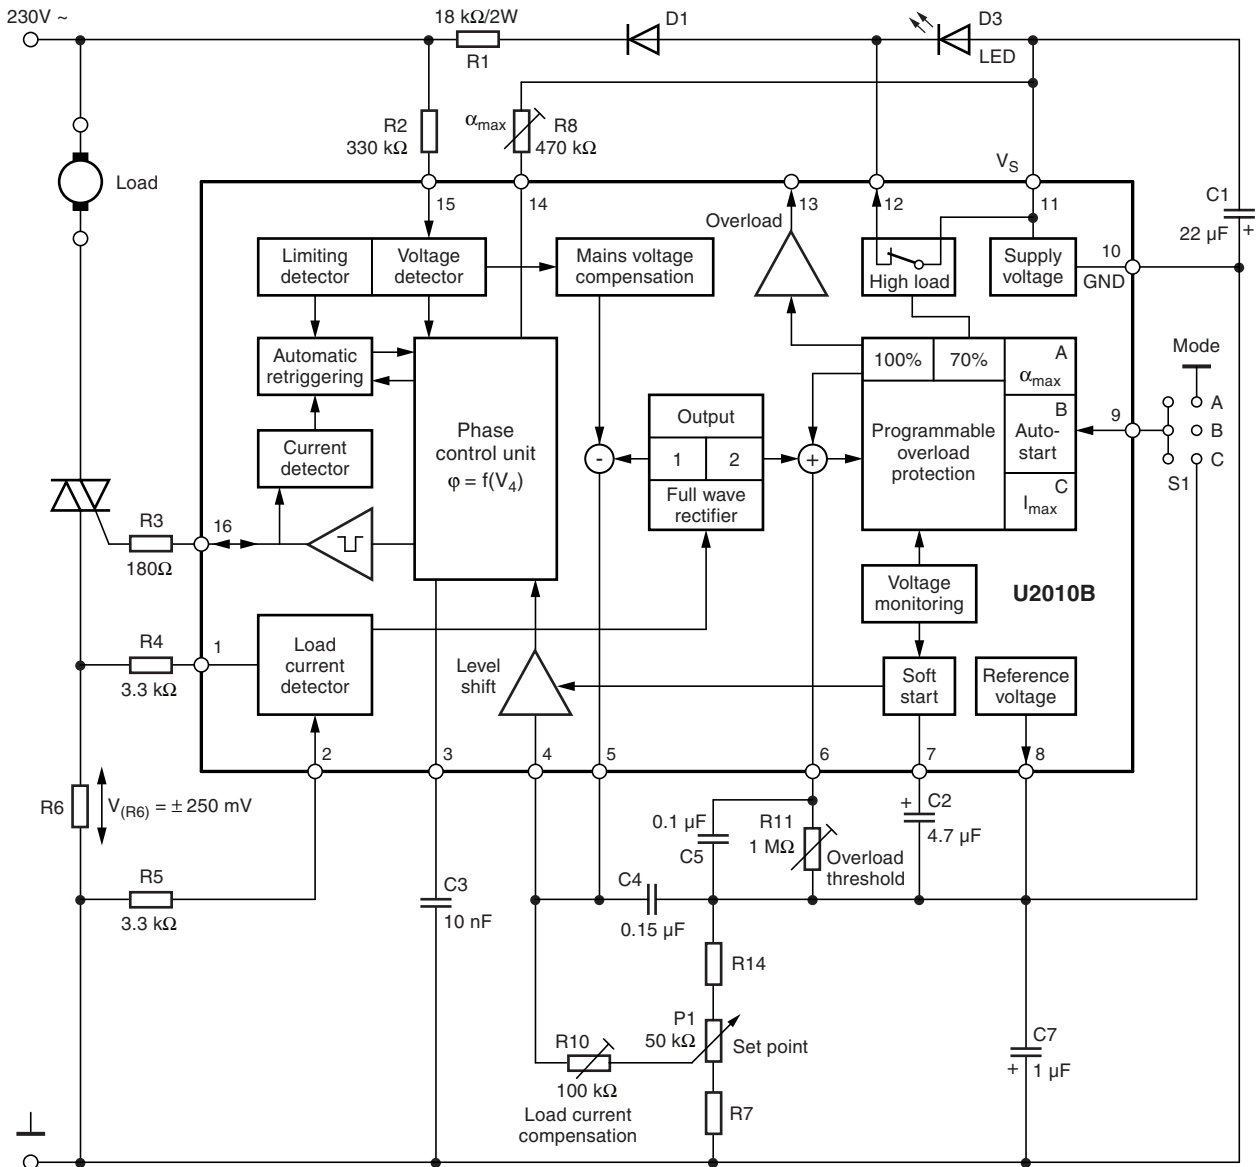 230V ~
18 kΩ/2W
R1
D1
D3
LED
R2
330 kΩ
αmax
R8
470 kΩ
VS
Load
15
14
13
12
11
C1
22 µF
+
Overload
Limiting
detector
Voltage
detector
Mains voltage
compensation
High load
Supply
voltage
10
GND
Automatic
retriggering
100%
70%
A
αmax
Mode
A
B
C
S1
9
Phase
control unit
φ = f(V4)
Output
1
2
Full wave
rectifier
-
+
Programmable
overload
protection
B
Auto-
start
C
Imax
Current
detector
R3
180Ω
16
Voltage
monitoring
U2010B
R4
3.3 kΩ
1
Load
current
detector
Level
shift
Soft
start
Reference
voltage
2
3
4
5
6
7
8
R6
V(R6) = ± 250 mV
0.1 µF
C5
R11
1 MΩ
Overload
threshold
+
C2
4.7 µF
R5
3.3 kΩ
C3
10 nF
C4
0.15 µF
R14
P1
50 kΩ
Set point
R10
100 kΩ
Load current
compensation
R7
C7
1 µF
+